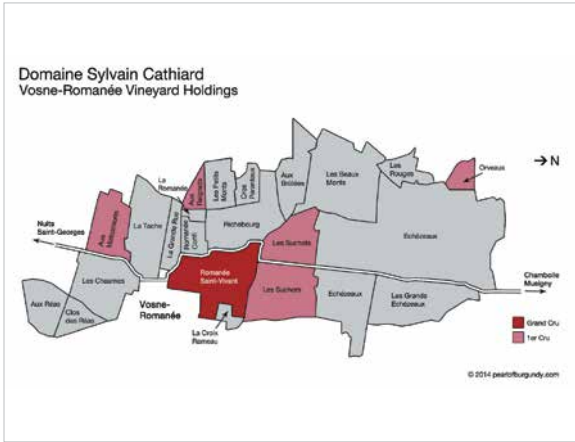 Domaine Sylvain Cathiard
Vosne-Romanée Vineyard Holdings
→ N
Nuits
Saint-Georges
Aux Malconsorts
La Tache
La Grande Rue
La
Romanée
Romanée
Conti
Aux Reignots
Les Petits
Monts
Cros
Parantoux
Richebourg
Aux
Brûlées
Les Beaux
Monts
Les
Rouges
Orveaux
Echézeaux
Les Suchots
Les Chaumes
Aux Réas
Clos
des Réas
Vosne-
Romanée
Romanée
Saint-Vivant
La Croix
Rameau
Les Suchots
Echézeaux
Les Grands
Echézeaux
Chambolle
Musigny
Grand Cru
1er Cru
© 2014 pearlofburgundy.com